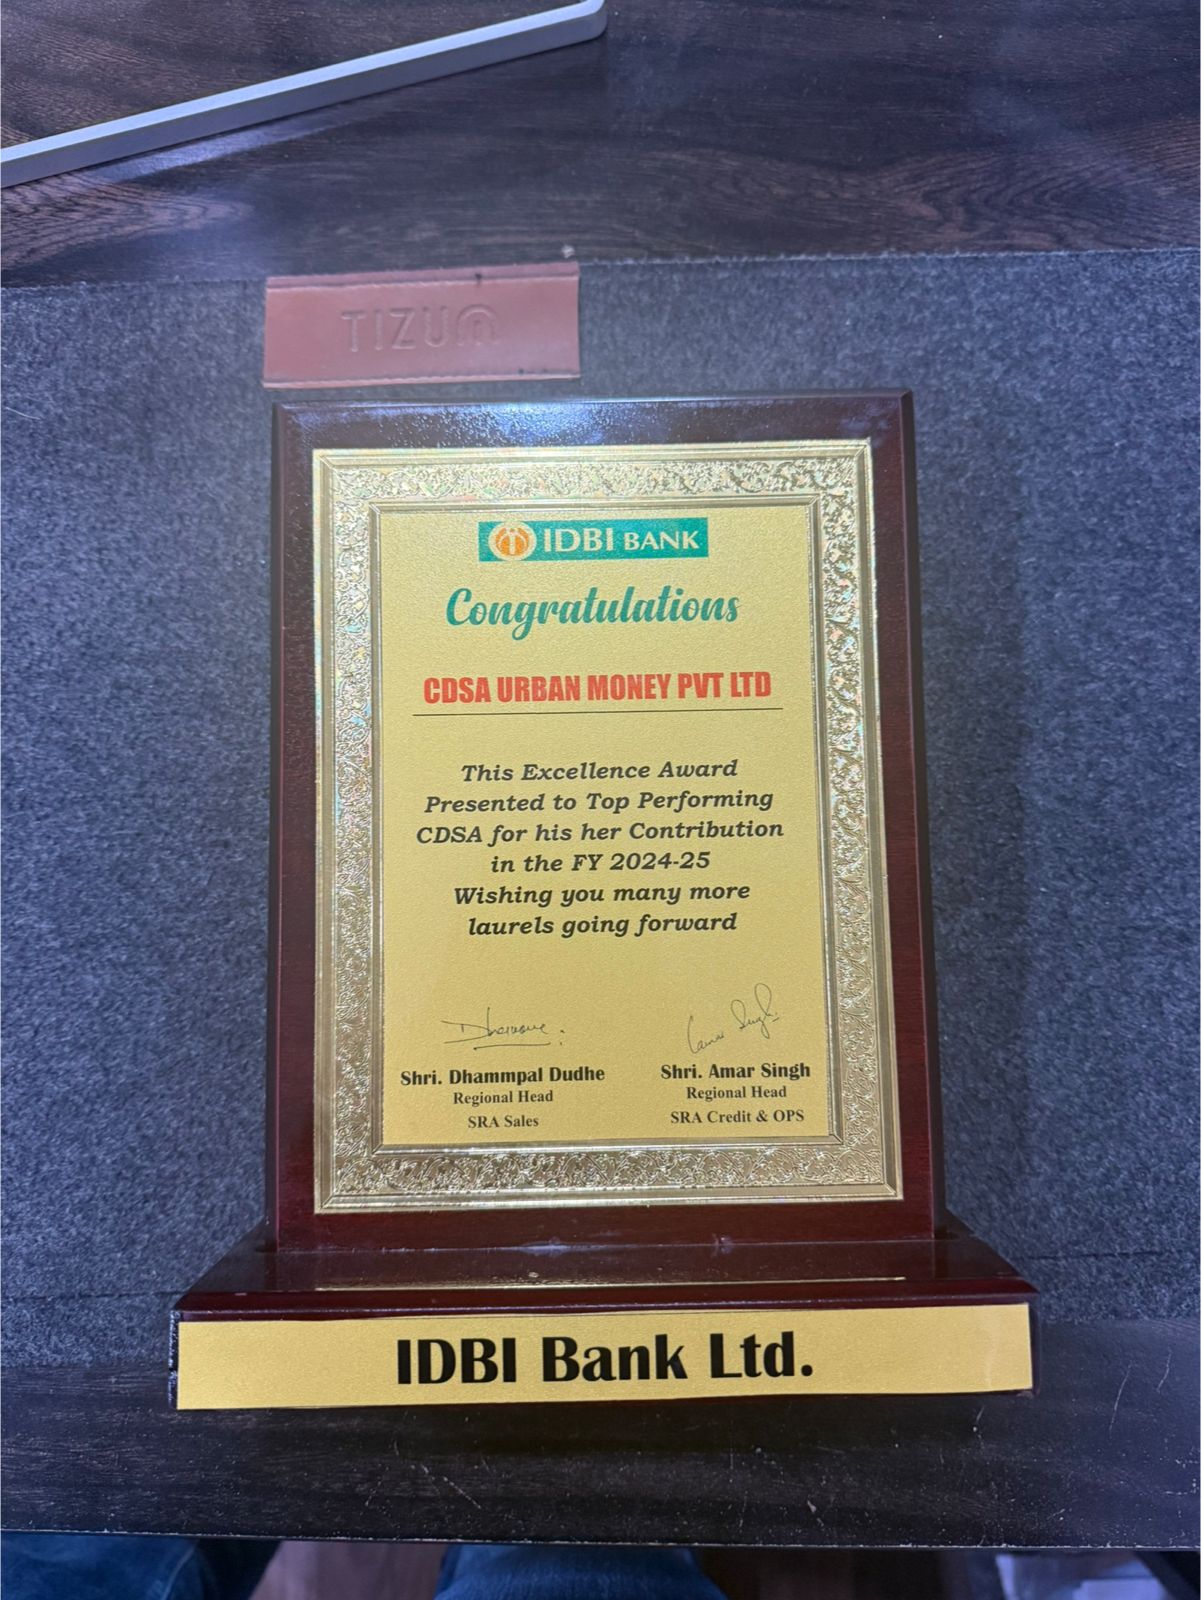 TIZUM
IDBI BANK
Congratulations
CDSA URBAN MONEY PVT LTD
This Excellence Award
Presented to Top Performing
CDSA for his her Contribution
in the FY 2024-25
Wishing you many more
laurels going forward
Shri. Dhammpal Dudhe
Regional Head
SRA Sales
Shri. Amar Singh
Regional Head
SRA Credit & OPS
IDBI Bank Ltd.